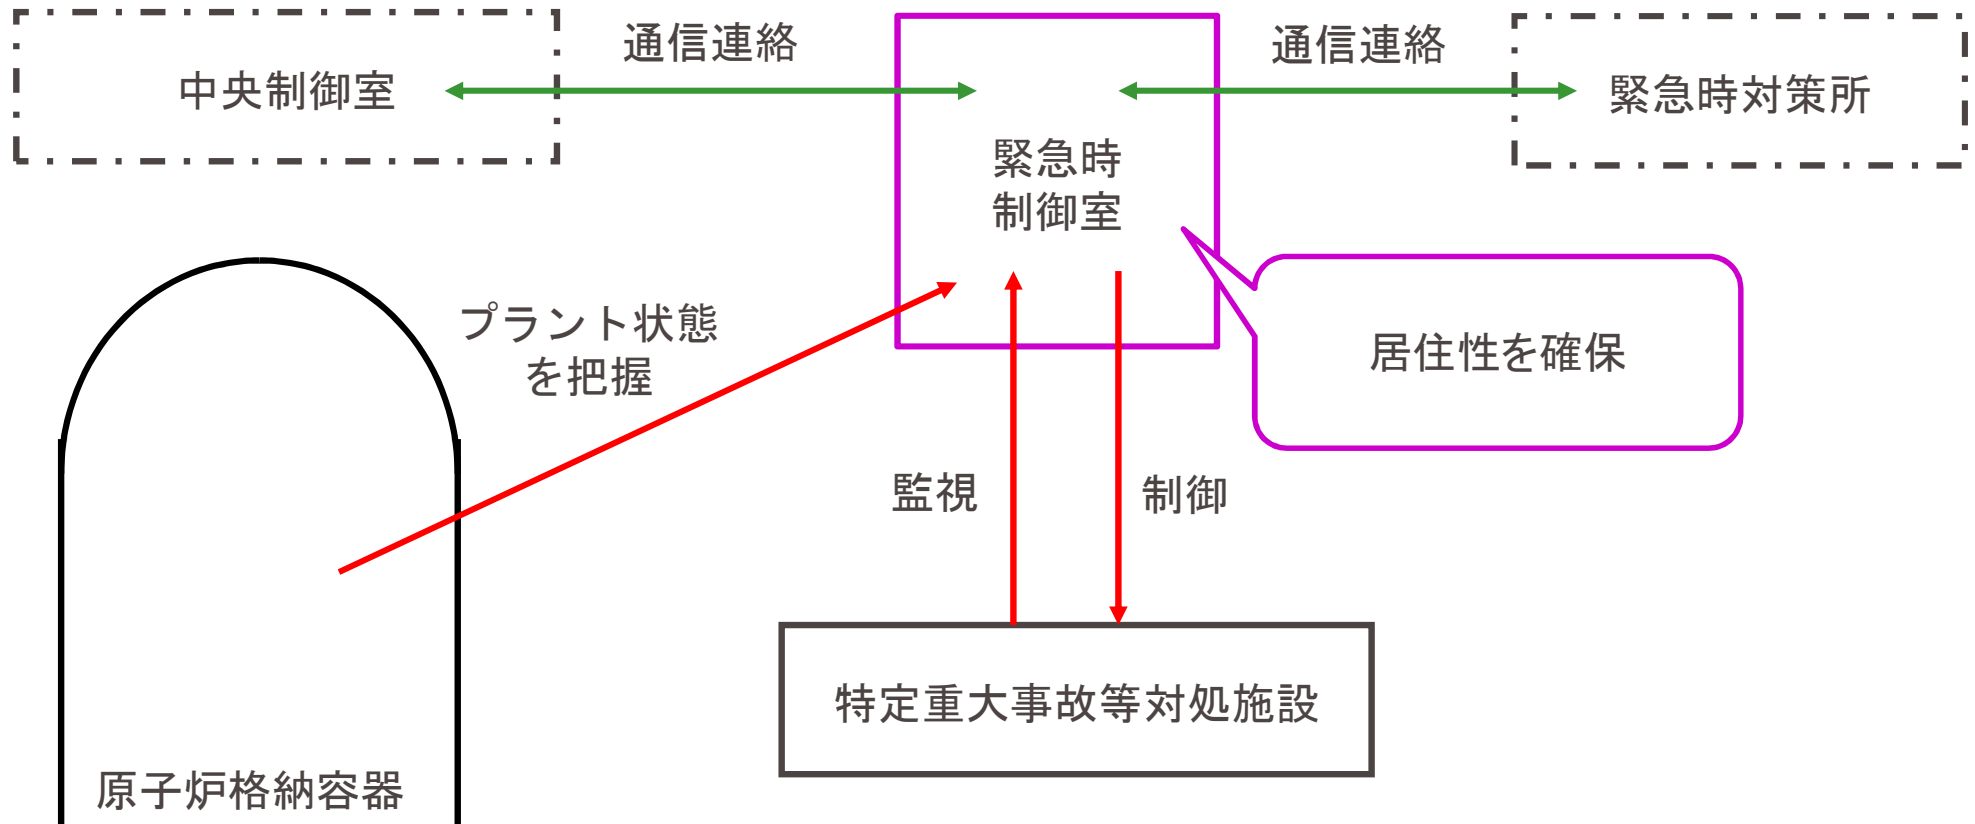 通信連絡
通信連絡
中央制御室
緊急時対策所
緊急時
制御室
プラント状態
を把握
居住性を確保
監視
制御
特定重大事故等対処施設
原子炉格納容器